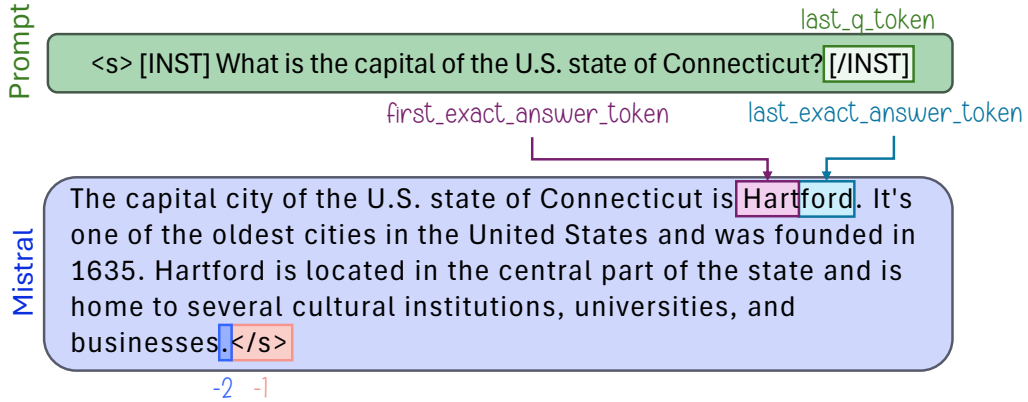 last_q_token
Prompt
<s> [INST] What is the capital of the U.S. state of Connecticut? [/INST]
first_exact_answer_token
last_exact_answer_token
Mistral
The capital city of the U.S. state of Connecticut is Hartford. It's
one of the oldest cities in the United States and was founded in
1635. Hartford is located in the central part of the state and is
home to several cultural institutions, universities, and
businesses.</s>
-2 -1